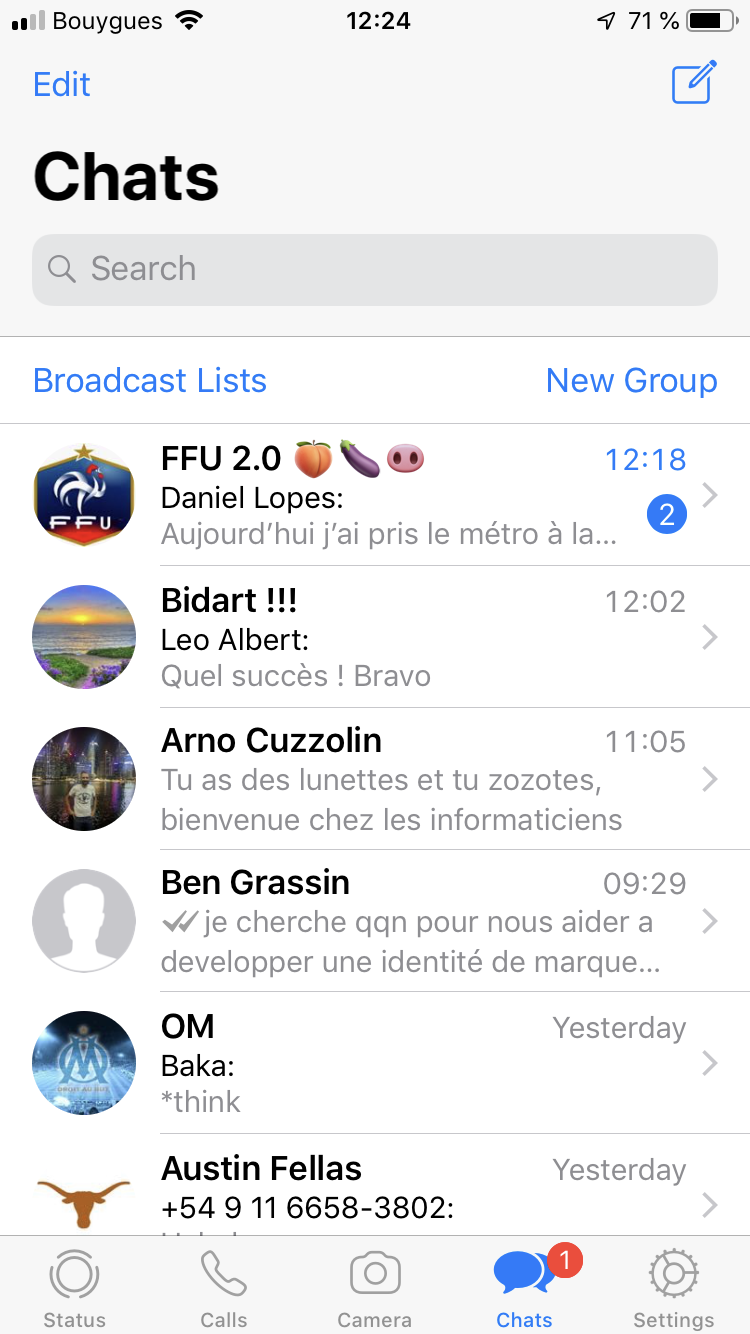 Bouygues 12:24 71 %
Edit
Chats
Search
Broadcast Lists New Group
FFU 2.0 🍑🍆🐽 12:18
Daniel Lopes:
Aujourd’hui j’ai pris le métro à la... 2
FFU
Bidart !!! 12:02
Leo Albert:
Quel succès ! Bravo
Arno Cuzzolin 11:05
Tu as des lunettes et tu zozotes,
bienvenue chez les informaticiens
Ben Grassin 09:29
je cherche qqn pour nous aider a
developper une identité de marque...
OM Yesterday
Baka:
*think
DROIT AU BUT
Austin Fellas Yesterday
+54 9 11 6658-3802:
1
Status Calls Camera Chats Settings